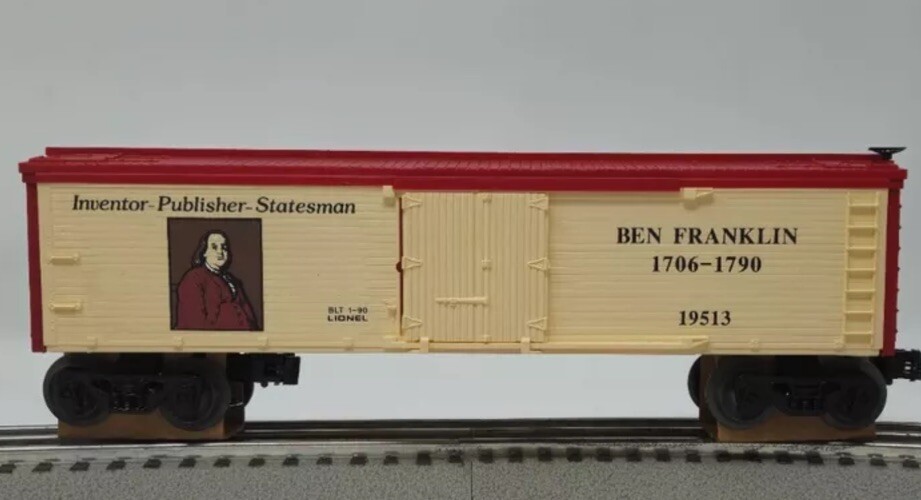 Inventor-Publisher-Statesman
BLT 1-90
LIONEL
BEN FRANKLIN
1706-1790
19513